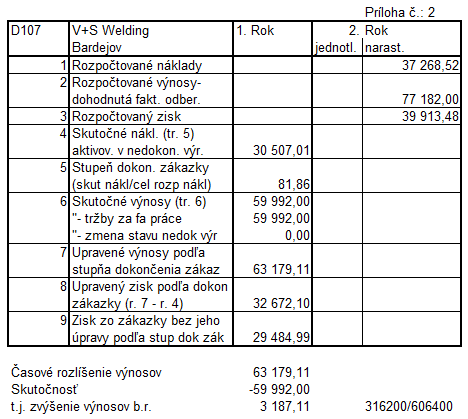 Príloha č.: 2
D107 V+S Welding 1. Rok 2. Rok
Bardejov jednotl. narast.
1 Rozpočtované náklady 37 268,52
2 Rozpočtované výnosy-
dohodnutá fakt. odber. 77 182,00
3 Rozpočtovaný zisk 39 913,48
4 Skutočné nákl. (tr. 5)
aktivov. v nedokon. výr. 30 507,01
5 Stupeň dokon. zákazky
(skut nákl/cel rozp nákl) 81,86
6 Skutočné výnosy (tr. 6) 59 992,00
"- tržby za fa práce 59 992,00
"- zmena stavu nedok výr 0,00
7 Upravené výnosy podľa
stupňa dokončenia zákaz 63 179,11
8 Upravený zisk podľa dokon
zákazky (r. 7 - r. 4) 32 672,10
9 Zisk zo zákazky bez jeho
úpravy podľa stup dok zák 29 484,99
Časové rozlíšenie výnosov 63 179,11
Skutočnosť -59 992,00
t.j. zvýšenie výnosov b.r. 3 187,11 316200/606400